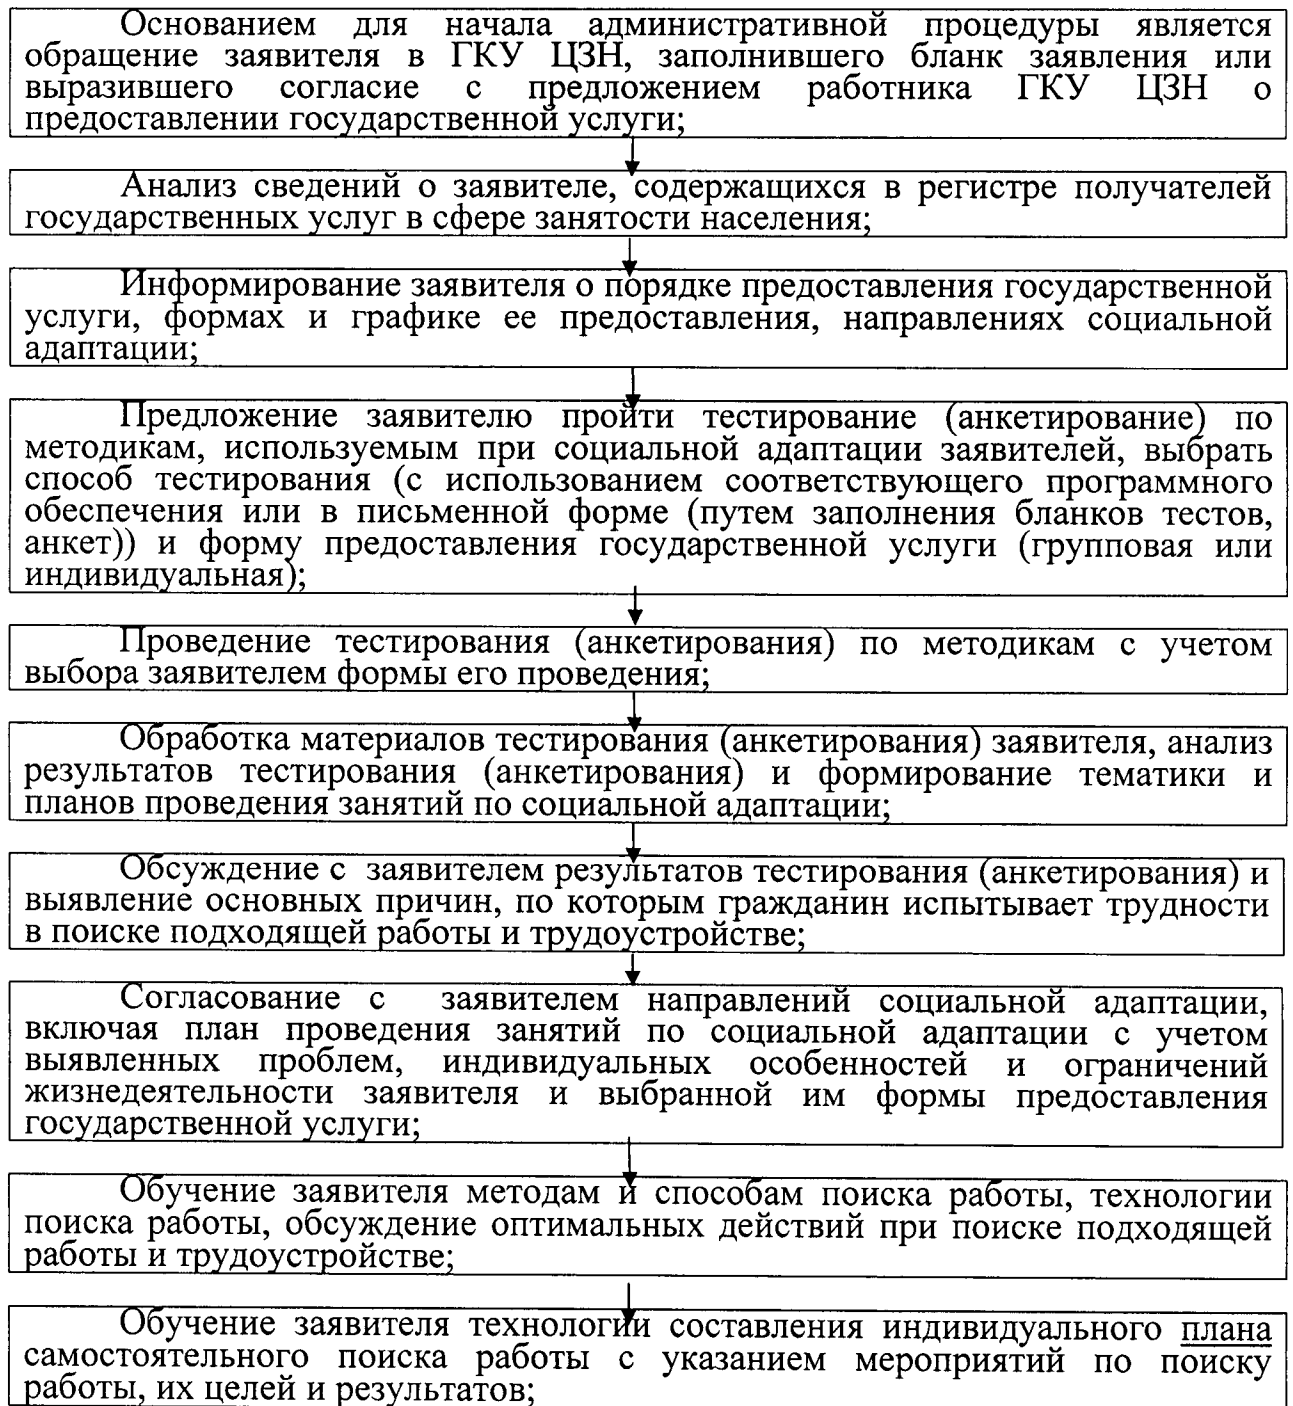 Основанием для начала административной процедуры является
обращение заявителя в ГКУ ЦЗН, заполнившего бланк заявления или
выразившего согласие с предложением работника ГКУ ЦЗН о
предоставлении государственной услуги;
Анализ сведений о заявителе, содержащихся в регистре получателей
государственных услуг в сфере занятости населения;
Информирование заявителя о порядке предоставления государственной
услуги, формах и графике ее предоставления, направлениях социальной
адаптации;
Предложение заявителю пройти тестирование (анкетирование) по
методикам, используемым при социальной адаптации заявителей, выбрать
способ тестирования (с использованием соответствующего программного
обеспечения или в письменной форме (путем заполнения бланков тестов,
анкет)) и форму предоставления государственной услуги (групповая или
индивидуальная);
Проведение тестирования (анкетирования) по методикам с учетом
выбора заявителем формы его проведения;
Обработка материалов тестирования (анкетирования) заявителя, анализ
результатов тестирования (анкетирования) и формирование тематики и
планов проведения занятий по социальной адаптации;
Обсуждение с заявителем результатов тестирования (анкетирования) и
выявление основных причин, по которым гражданин испытывает трудности
в поиске подходящей работы и трудоустройстве;
Согласование с заявителем направлений социальной адаптации,
включая план проведения занятий по социальной адаптации с учетом
выявленных проблем, индивидуальных особенностей и ограничений
жизнедеятельности заявителя и выбранной им формы предоставления
государственной услуги;
Обучение заявителя методам и способам поиска работы, технологии
поиска работы, обсуждение оптимальных действий при поиске подходящей
работы и трудоустройстве;
Обучение заявителя технологии составления индивидуального плана
самостоятельного поиска работы с указанием мероприятий по поиску
работы, их целей и результатов;